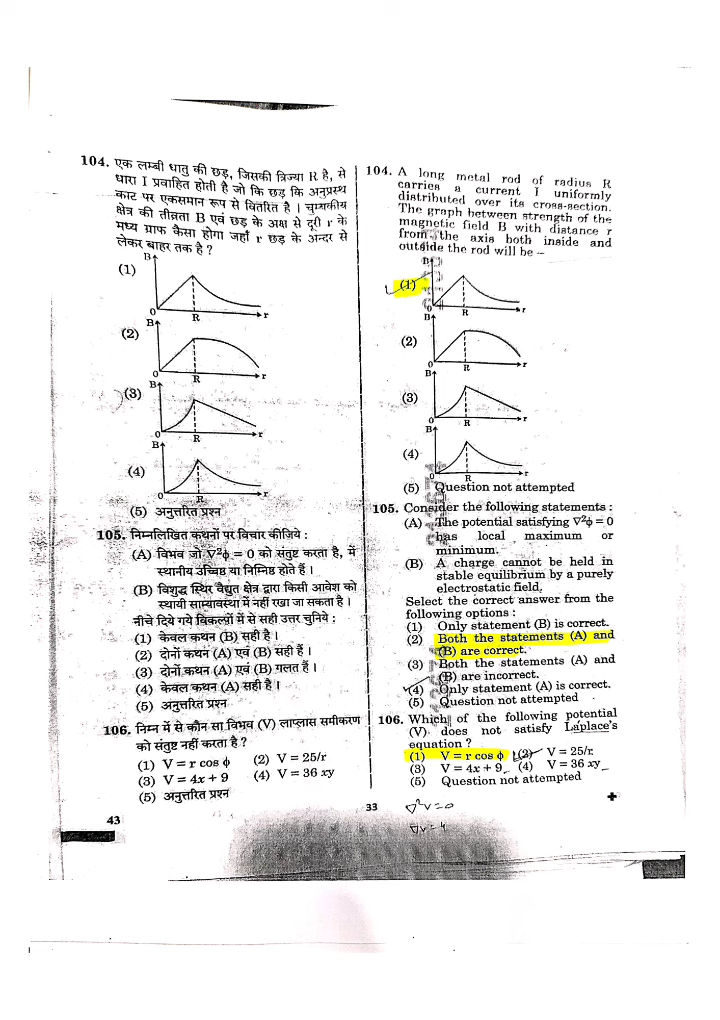 104. एक लम्बी धातु की छड़, जिसकी त्रिज्या R है, से
धारा I प्रवाहित होती है जो कि छड़ कि अनुप्रस्थ
काट पर एकसमान रूप से वितरित है । चुम्बकीय
क्षेत्र की तीव्रता B एवं छड़ के अक्ष से दूरी r के
मध्य ग्राफ कैसा होगा जहाँ r छड़ के अन्दर से
लेकर बाहर तक है ?
(1)
B
0
R
r
(2)
B
0
R
r
(3)
B
0
R
r
(4)
B
0
R
r
(5) अनुत्तरित प्रश्न
105. निम्नलिखित कथनों पर विचार कीजिये :
(A) विभव जो ∇²ϕ = 0 को संतुष्ट करता है, में
स्थानीय उच्चिष्ठ या निम्निष्ठ होते हैं ।
(B) विशुद्ध स्थिर वैद्युत क्षेत्र द्वारा किसी आवेश को
स्थायी साम्यावस्था में नहीं रखा जा सकता है ।
नीचे दिये गये विकल्पों में से सही उत्तर चुनिये :
(1) केवल कथन (B) सही है ।
(2) दोनों कथन (A) एवं (B) सही हैं ।
(3) दोनों कथन (A) एवं (B) गलत हैं ।
(4) केवल कथन (A) सही है ।
(5) अनुत्तरित प्रश्न
106. निम्न में से कौन सा विभव (V) लाप्लास समीकरण
को संतुष्ट नहीं करता है ?
(1) V = r cos ϕ (2) V = 25/r
(3) V = 4x + 9 (4) V = 36 xy
(5) अनुत्तरित प्रश्न
43
104. A long metal rod of radius R
carries a current I uniformly
distributed over its cross-section.
The graph between strength of the
magnetic field B with distance r
from the axis both inside and
outside the rod will be –
(1)
B
0
R
r
(2)
B
0
R
r
(3)
B
0
R
r
(4)
B
0
R
r
(5) Question not attempted
105. Consider the following statements :
(A) The potential satisfying ∇²ϕ = 0
has local maximum or
minimum.
(B) A charge cannot be held in
stable equilibrium by a purely
electrostatic field.
Select the correct answer from the
following options :
(1) Only statement (B) is correct.
(2) Both the statements (A) and
(B) are correct.
(3) Both the statements (A) and
(B) are incorrect.
(4) Only statement (A) is correct.
(5) Question not attempted
106. Which of the following potential
(V) does not satisfy Laplace's
equation ?
(1) V = r cos ϕ (2) V = 25/r
(3) V = 4x + 9 (4) V = 36 xy
(5) Question not attempted
33
∇²V=0
∇V=4